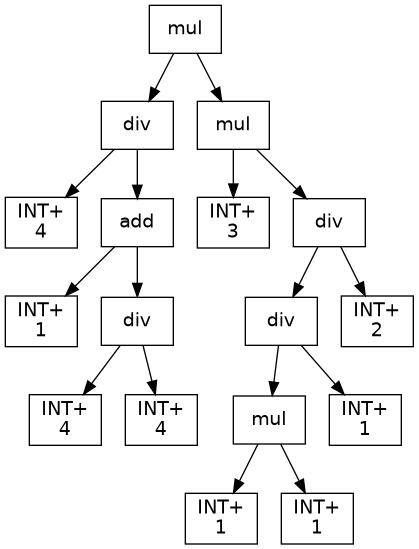 mul
div
mul
INT+
4
add
INT+
3
div
INT+
1
div
div
INT+
2
INT+
4
INT+
4
mul
INT+
1
INT+
1
INT+
1